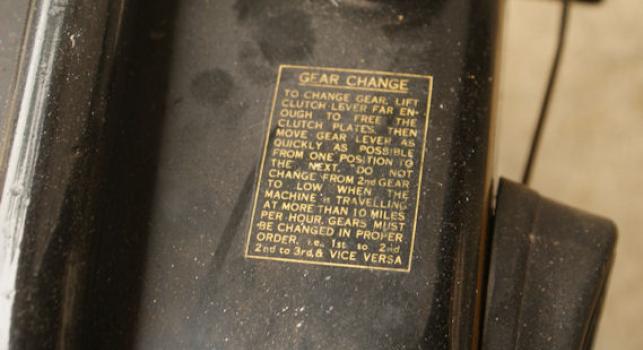 GEAR CHANGE
TO CHANGE GEAR, LIFT
CLUTCH LEVER FAR EN-
OUGH TO FREE THE
CLUTCH PLATES, THEN
MOVE GEAR LEVER AS
QUICKLY AS POSSIBLE
FROM ONE POSITION TO
THE NEXT. DO NOT
CHANGE FROM 2nd GEAR
TO LOW WHEN THE
MACHINE is TRAVELLING
AT MORE THAN 10 MILES
PER HOUR. GEARS MUST
BE CHANGED IN PROPER
ORDER, i.e. 1st to 2nd,
2nd to 3rd,& VICE VERSA